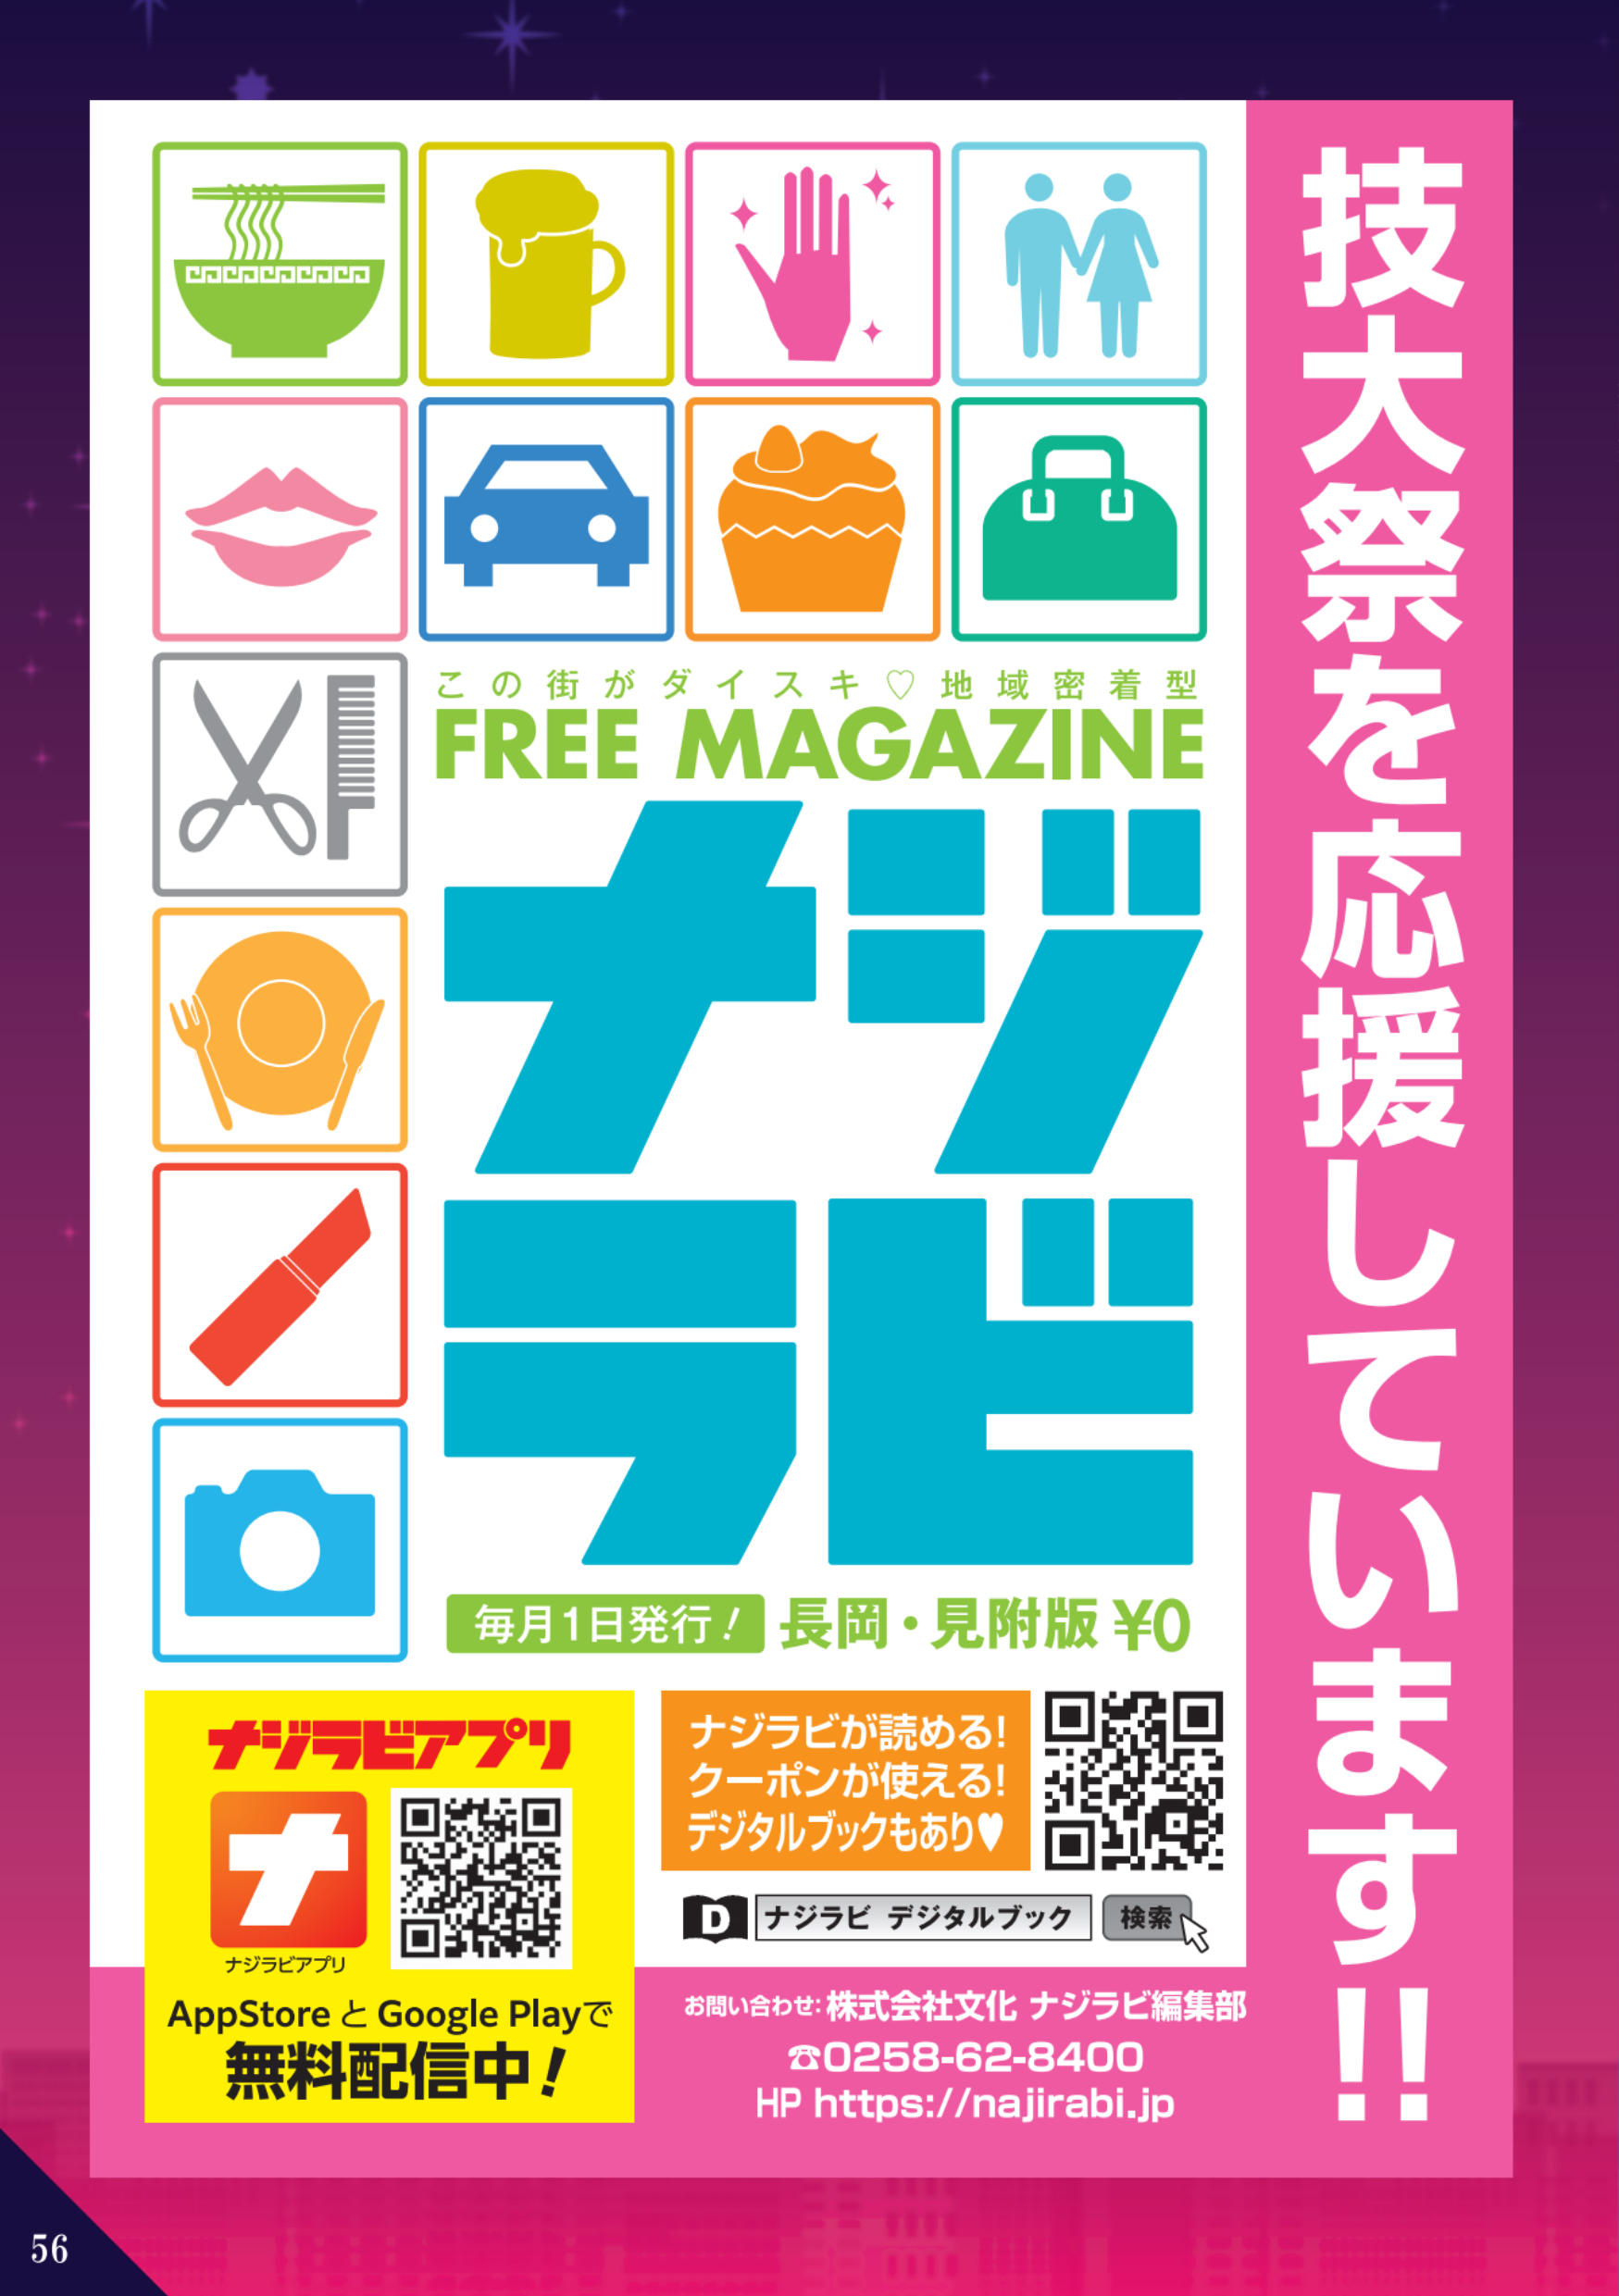 技大祭を応援しています!!
この街がダイスキ♡地域密着型
FREE MAGAZINE
ナジ
ラビ
毎月1日発行! 長岡・見附版 ¥0
ナジラビアプリ
ナ
ナジラビアプリ
AppStore と Google Playで
無料配信中!
ナジラビが読める!
クーポンが使える!
デジタルブックもあり♥
D ナジラビ デジタルブック 検索
お問い合わせ:株式会社文化 ナジラビ編集部
☎0258-62-8400
HP https://najirabi.jp
56